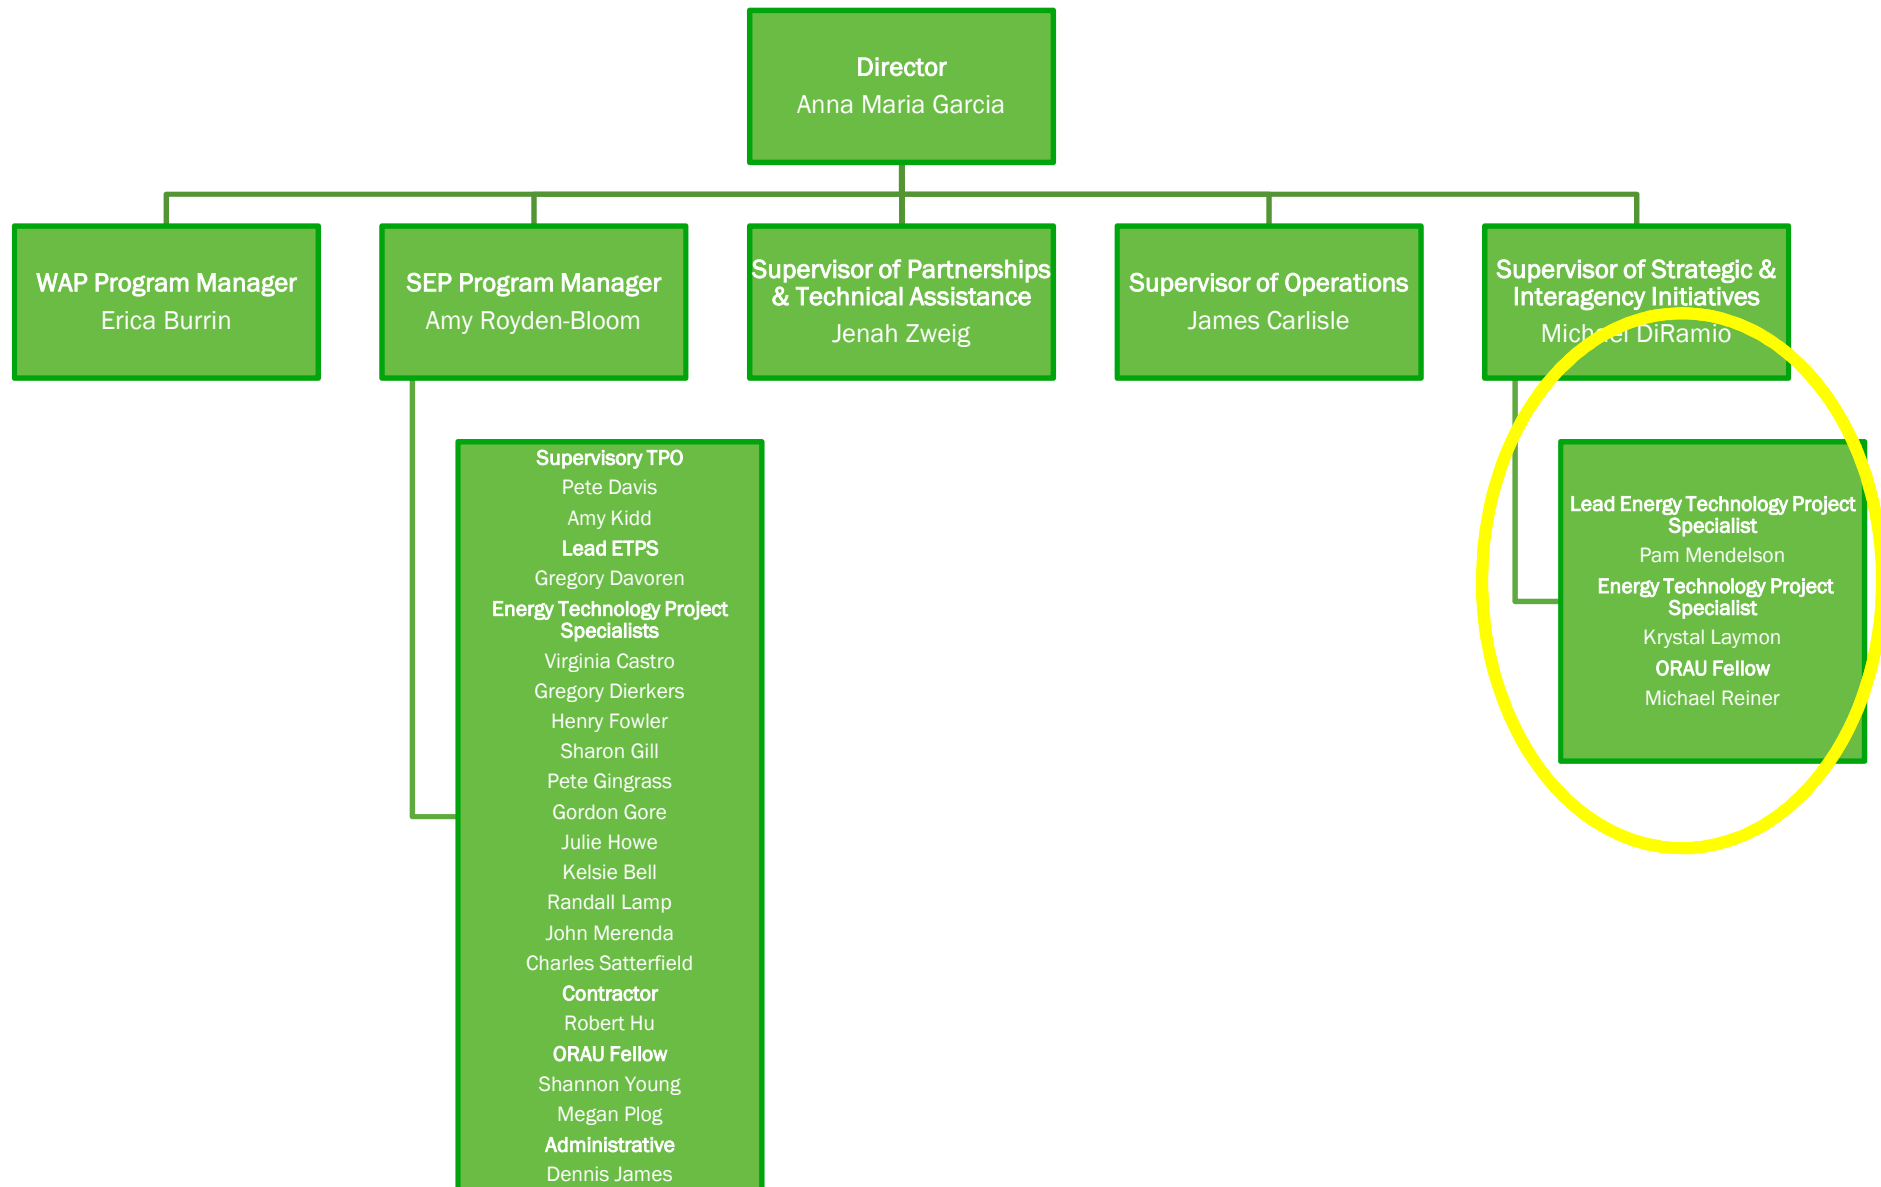 Director
Anna Maria Garcia
WAP Program Manager
Erica Burrin
SEP Program Manager
Amy Royden-Bloom
Supervisor of Partnerships
& Technical Assistance
Jenah Zweig
Supervisor of Operations
James Carlisle
Supervisor of Strategic &
Interagency Initiatives
Michael DiRamio
Supervisory TPO
Pete Davis
Amy Kidd
Lead ETPS
Gregory Davoren
Energy Technology Project
Specialists
Virginia Castro
Gregory Dierkers
Henry Fowler
Sharon Gill
Pete Gingrass
Gordon Gore
Julie Howe
Kelsie Bell
Randall Lamp
John Merenda
Charles Satterfield
Contractor
Robert Hu
ORAU Fellow
Shannon Young
Megan Plog
Administrative
Dennis James
Lead Energy Technology Project
Specialist
Pam Mendelson
Energy Technology Project
Specialist
Krystal Laymon
ORAU Fellow
Michael Reiner